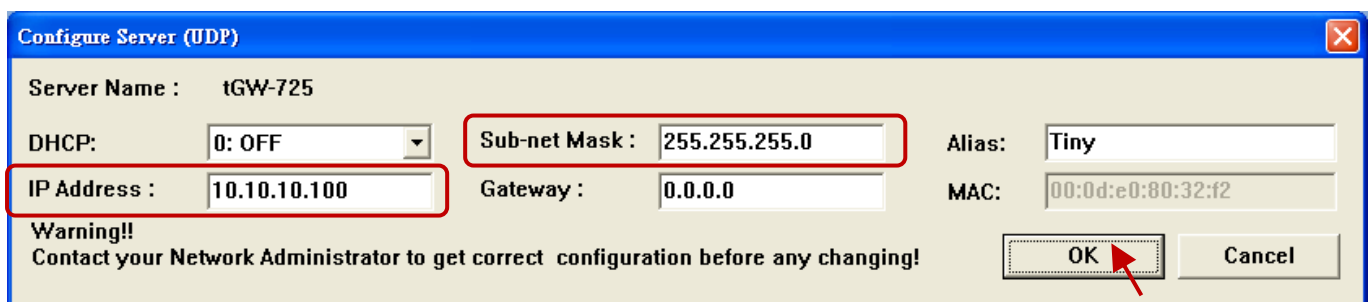 Configure Server (UDP)
Server Name : tGW-725
DHCP: 0: OFF Sub-net Mask : 255.255.255.0 Alias: Tiny
IP Address : 10.10.10.100 Gateway : 0.0.0.0 MAC: 00:0d:e0:80:32:f2
Warning!!
Contact your Network Administrator to get correct configuration before any changing!
OK Cancel